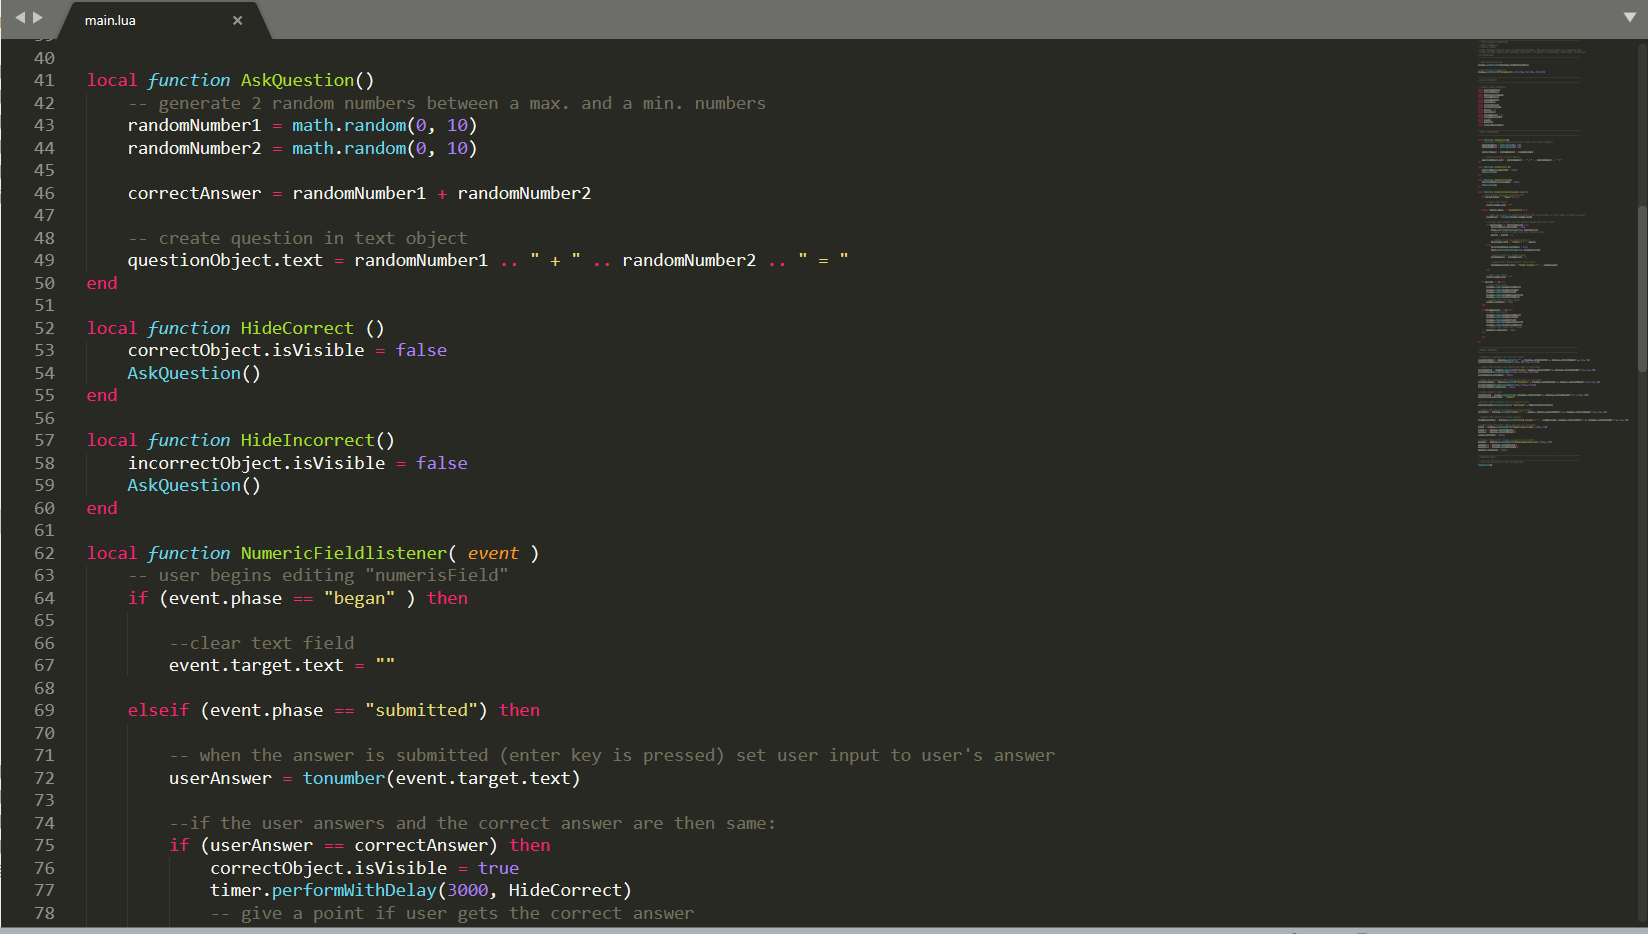 main.lua
40
41 local function AskQuestion()
42 -- generate 2 random numbers between a max. and a min. numbers
43 randomNumber1 = math.random(0, 10)
44 randomNumber2 = math.random(0, 10)
45
46 correctAnswer = randomNumber1 + randomNumber2
47
48 -- create question in text object
49 questionObject.text = randomNumber1 .. " + " .. randomNumber2 .. " = "
50 end
51
52 local function HideCorrect ()
53 correctObject.isVisible = false
54 AskQuestion()
55 end
56
57 local function HideIncorrect()
58 incorrectObject.isVisible = false
59 AskQuestion()
60 end
61
62 local function NumericFieldlistener( event )
63 -- user begins editing "numerisField"
64 if (event.phase == "began" ) then
65
66 --clear text field
67 event.target.text = ""
68
69 elseif (event.phase == "submitted") then
70
71 -- when the answer is submitted (enter key is pressed) set user input to user's answer
72 userAnswer = tonumber(event.target.text)
73
74 --if the user answers and the correct answer are then same:
75 if (userAnswer == correctAnswer) then
76 correctObject.isVisible = true
77 timer.performWithDelay(3000, HideCorrect)
78 -- give a point if user gets the correct answer